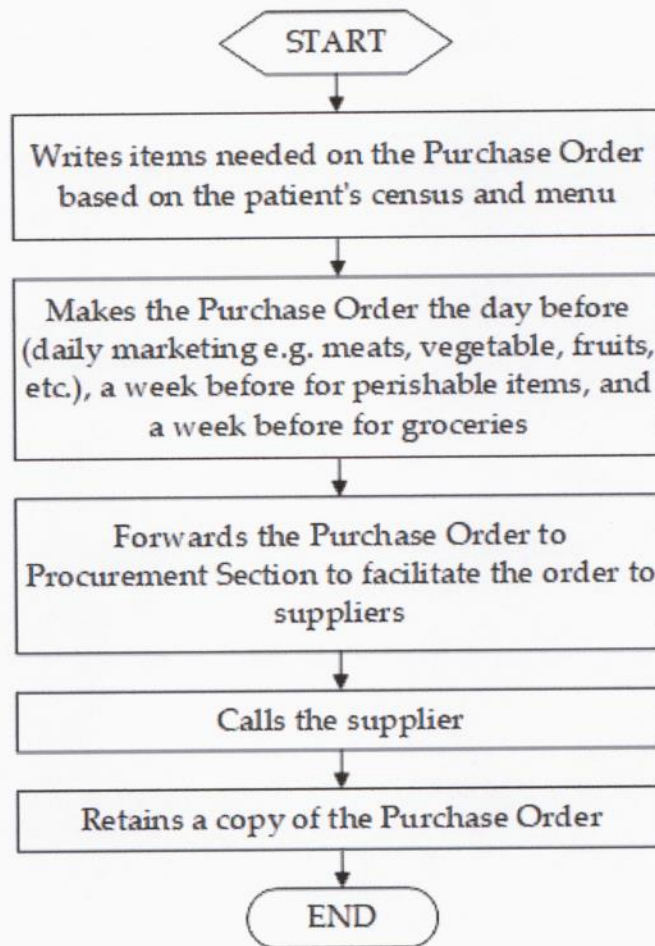 START
Writes items needed on the Purchase Order
based on the patient's census and menu
Makes the Purchase Order the day before
(daily marketing e.g. meats, vegetable, fruits,
etc.), a week before for perishable items, and
a week before for groceries
Forwards the Purchase Order to
Procurement Section to facilitate the order to
suppliers
Calls the supplier
Retains a copy of the Purchase Order
END